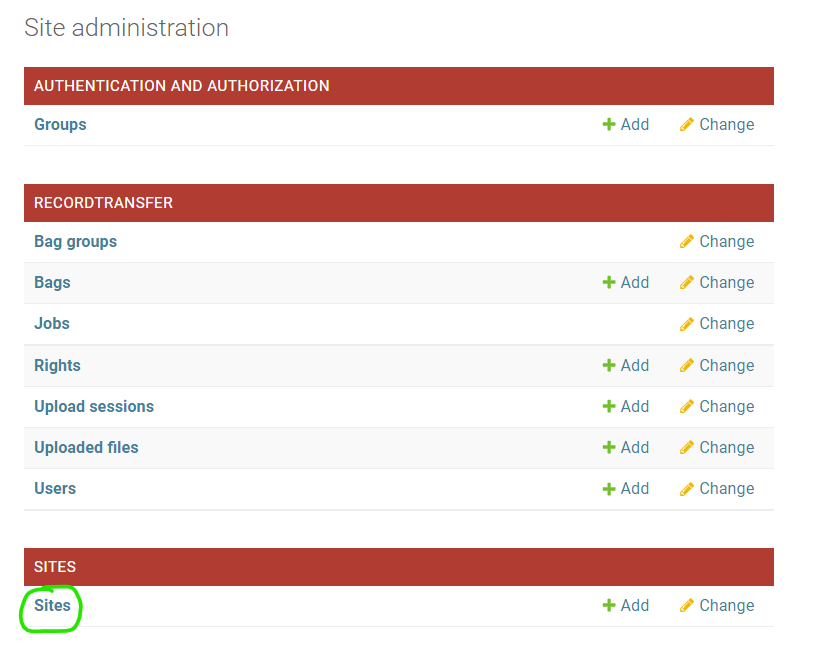 Site administration
AUTHENTICATION AND AUTHORIZATION
Groups Add Change
RECORDTRANSFER
Bag groups Change
Bags Add Change
Jobs Change
Rights Add Change
Upload sessions Add Change
Uploaded files Add Change
Users Add Change
SITES
Sites Add Change